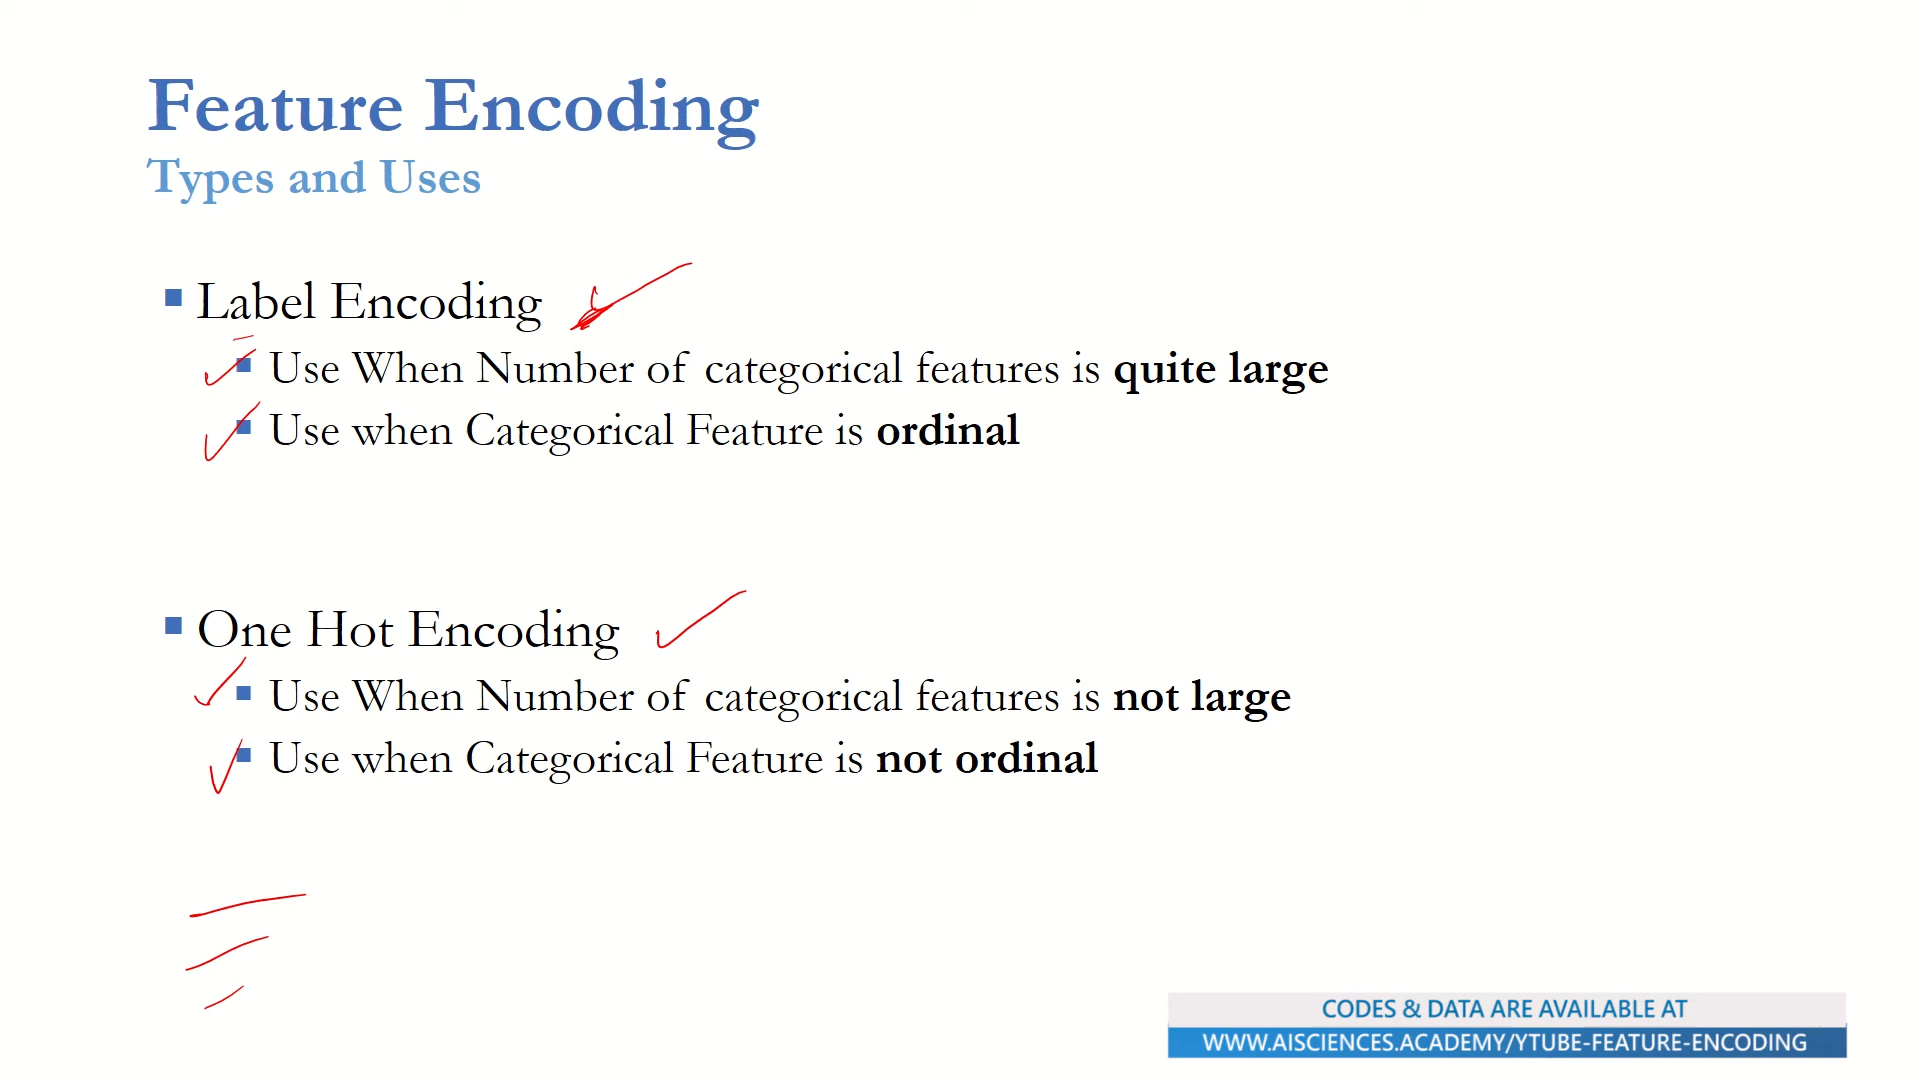 Feature Encoding
Types and Uses
Label Encoding
Use When Number of categorical features is quite large
Use when Categorical Feature is ordinal
One Hot Encoding
Use When Number of categorical features is not large
Use when Categorical Feature is not ordinal
CODES & DATA ARE AVAILABLE AT
WWW.AISCIENCES.ACADEMY/YTUBE-FEATURE-ENCODING